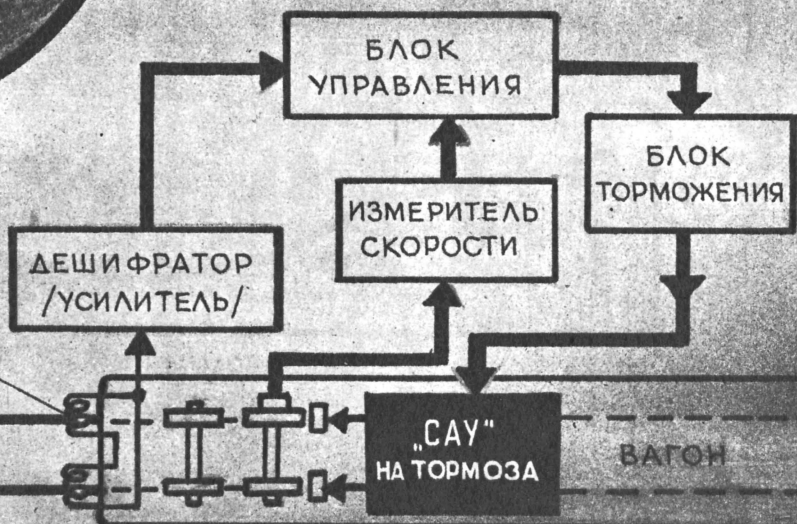 БЛОК
УПРАВЛЕНИЯ
БЛОК
ТОРМОЖЕНИЯ
ИЗМЕРИТЕЛЬ
СКОРОСТИ
ДЕШИФРАТОР
/УСИЛИТЕЛЬ/
„САУ"
НА ТОРМОЗА
ВАГОН